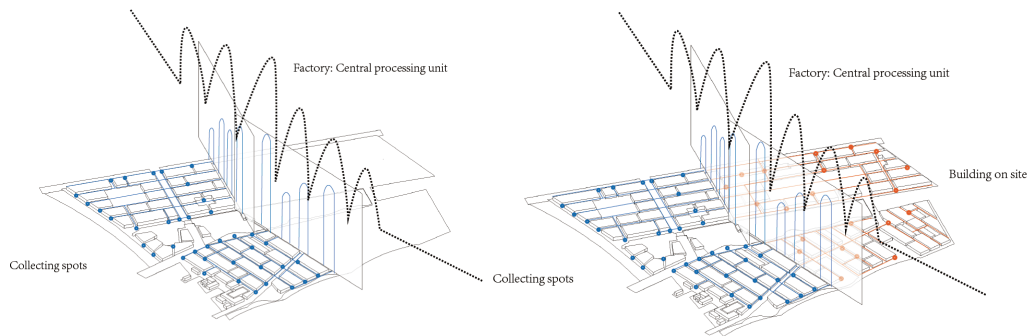 Factory: Central processing unit
Collecting spots
Factory: Central processing unit
Building on site
Collecting spots